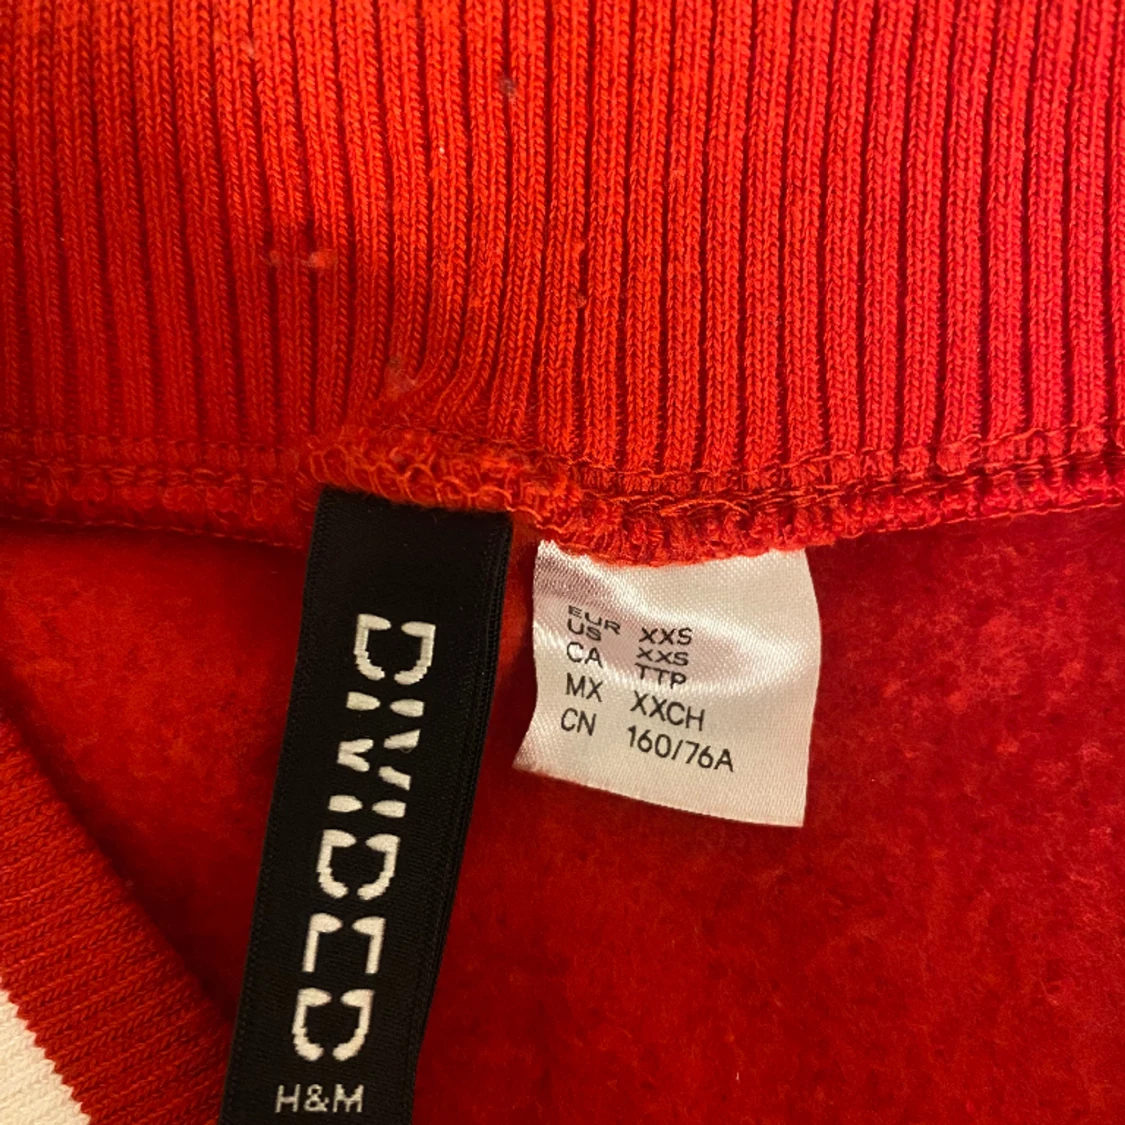 DIVIDED
H&M
EUR XXS
US XXS
CA TTP
MX XXCH
CN 160/76A